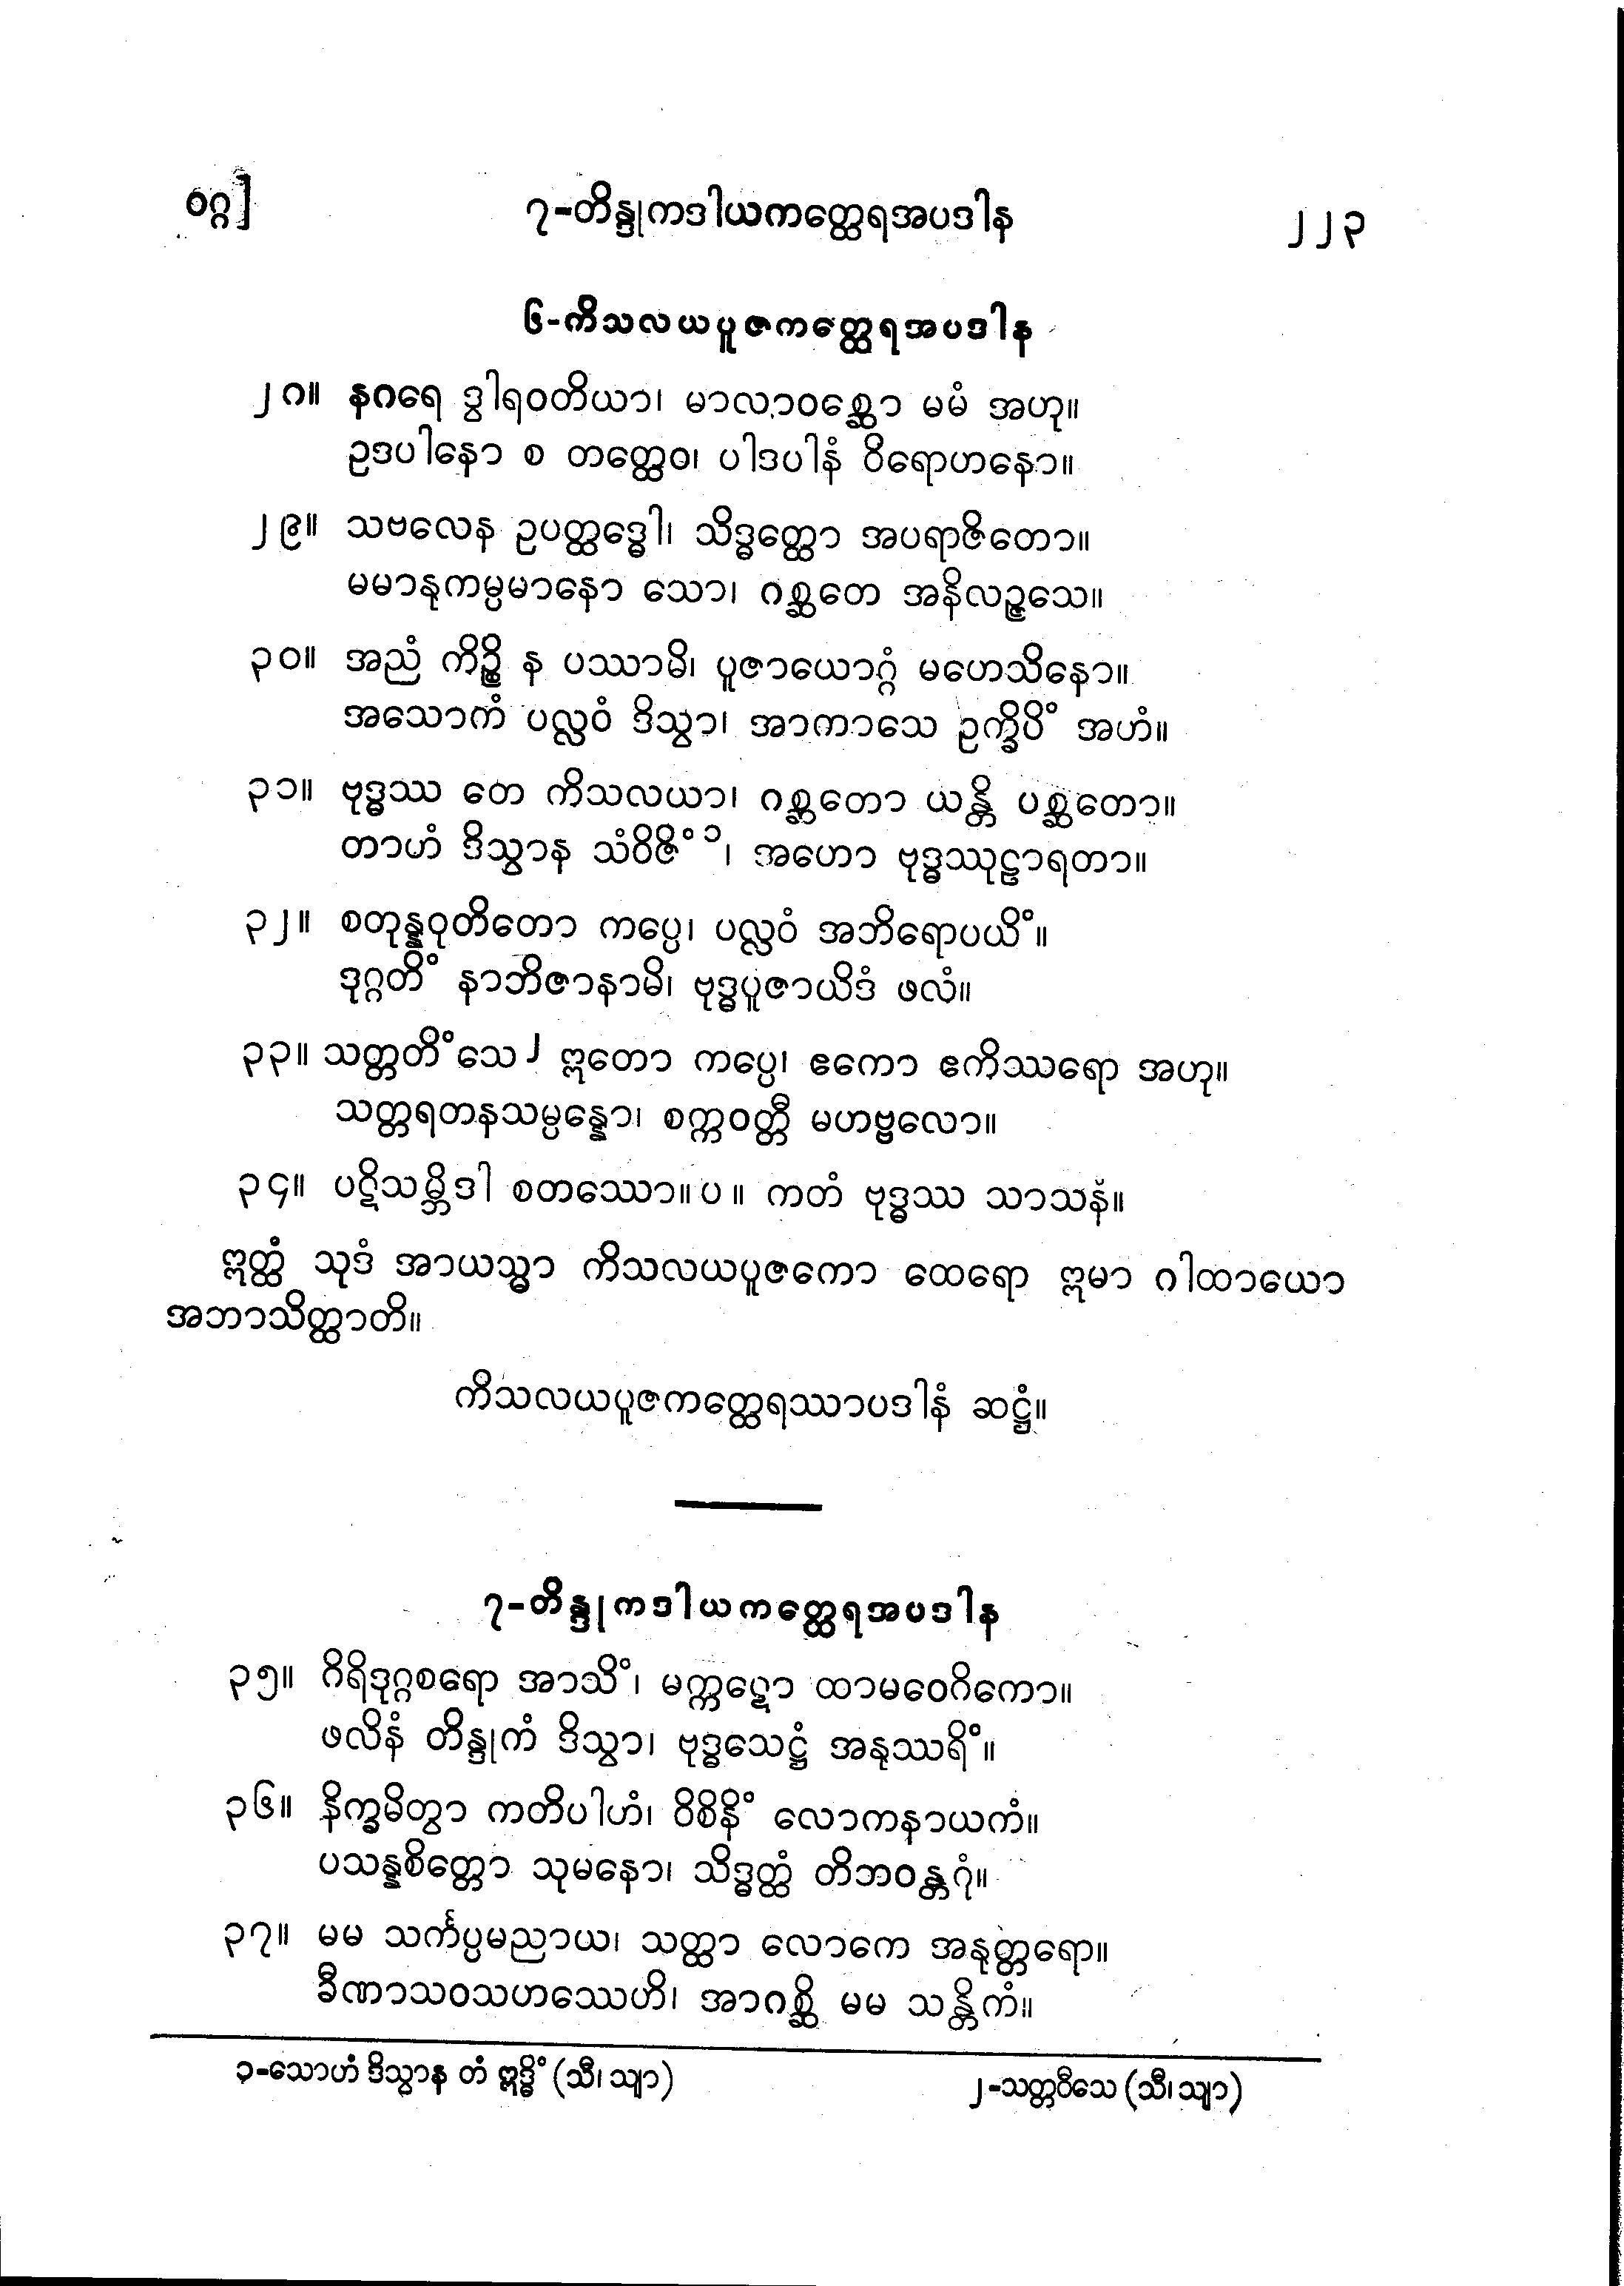 ဝဂ္ဂ] ၇-တိန္ဒုကဒါယကတ္ထေရအပဒါန ၂၂၃
၆-ကိသလယပူဇကတ္ထေရအပဒါန
၂၈။ နဂရေ ဒွါရဝတိယာ၊ မာလာဝစ္ဆော မမံ အဟု။
ဥဒပါနော စ တတ္ထေဝ၊ ပါဒပါနံ ဝိရောဟနော။
၂၉။ သဗလေန ဥပတ္ထဒ္ဓေါ၊ သိဒ္ဓတ္ထော အပရာဇိတော။
မမာနုကမ္ပမာနော သော၊ ဂစ္ဆတေ အနိလဉ္ဇသေ။
၃၀။ အညံ ကိဉ္စိ န ပဿာမိ၊ ပူဇာယောဂ္ဂံ မဟေသိနော။
အသောကံ ပလ္လဝံ ဒိသွာ၊ အာကာသေ ဥက္ခိပိံ အဟံ။
၃၁။ ဗုဒ္ဓဿ တေ ကိသလယာ၊ ဂစ္ဆတော ယန္တိ ပစ္ဆတော။
တာဟံ ဒိသွာန သံဝိဇိံ ၁၊ အဟော ဗုဒ္ဓဿုဠာရတာ။
၃၂။ စတုန္နဝုတိတော ကပ္ပေ၊ ပလ္လဝံ အဘိရောပယိံ။
ဒုဂ္ဂတိံ နာဘိဇာနာမိ၊ ဗုဒ္ဓပူဇာယိဒံ ဖလံ။
၃၃။ သတ္တတိံသေ ၂ ဣတော ကပ္ပေ၊ ဧကော ဧကိဿရော အဟု။
သတ္တရတနသမ္ပန္နော၊ စက္ကဝတ္တီ မဟဗ္ဗလော။
၃၄။ ပဋိသမ္ဘိဒါ စတဿော။ပ။ ကတံ ဗုဒ္ဓဿ သာသနံ။
ဣတ္ထံ သုဒံ အာယသ္မာ ကိသလယပူဇကော ထေရော ဣမာ ဂါထာယော
အဘာသိတ္ထာတိ။
ကိသလယပူဇကတ္ထေရဿာပဒါနံ ဆဋ္ဌံ။
၇-တိန္ဒုကဒါယကတ္ထေရအပဒါန
၃၅။ ဂိရိဒုဂ္ဂစရော အာသိံ၊ မက္ကဋော ထာမဝေဂိကော။
ဖလိနံ တိန္ဒုကံ ဒိသွာ၊ ဗုဒ္ဓသေဋ္ဌံ အနုဿရိံ။
၃၆။ နိက္ခမိတွာ ကတိပါဟံ၊ ဝိစိနိံ လောကနာယကံ။
ပသန္နစိတ္တော သုမနော၊ သိဒ္ဓတ္ထံ တိဘဝန္တဂုံ။
၃၇။ မမ သင်္ကပ္ပမညာယ၊ သတ္ထာ လောကေ အနုတ္တရော။
ခီဏာသဝသဟဿေဟိ၊ အာဂစ္ဆိ မမ သန္တိကံ။
၁-သောဟံ ဒိသွာန တံ ဣဒ္ဓိံ (သီ၊ သျာ) ၂-သတ္တဝီသေ (သီ၊ သျာ)